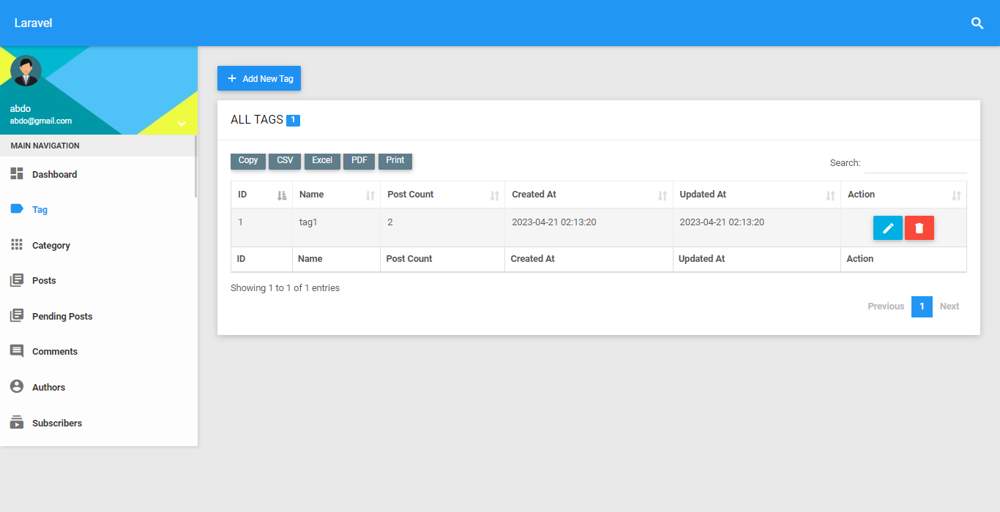 Laravel
abdo
abdo@gmail.com
MAIN NAVIGATION
Dashboard
Tag
Category
Posts
Pending Posts
Comments
Authors
Subscribers
Add New Tag
ALL TAGS 1
Copy CSV Excel PDF Print Search:
ID Name Post Count Created At Updated At Action
1 tag1 2 2023-04-21 02:13:20 2023-04-21 02:13:20
ID Name Post Count Created At Updated At Action
Showing 1 to 1 of 1 entries
Previous 1 Next